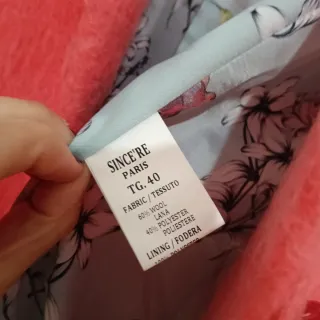 SINCE'RE
PARIS
TG. 40
FABRIC / TESSUTO
60% WOOL
LANA
40% POLYESTER
POLIESTERE
LINING / FODERA